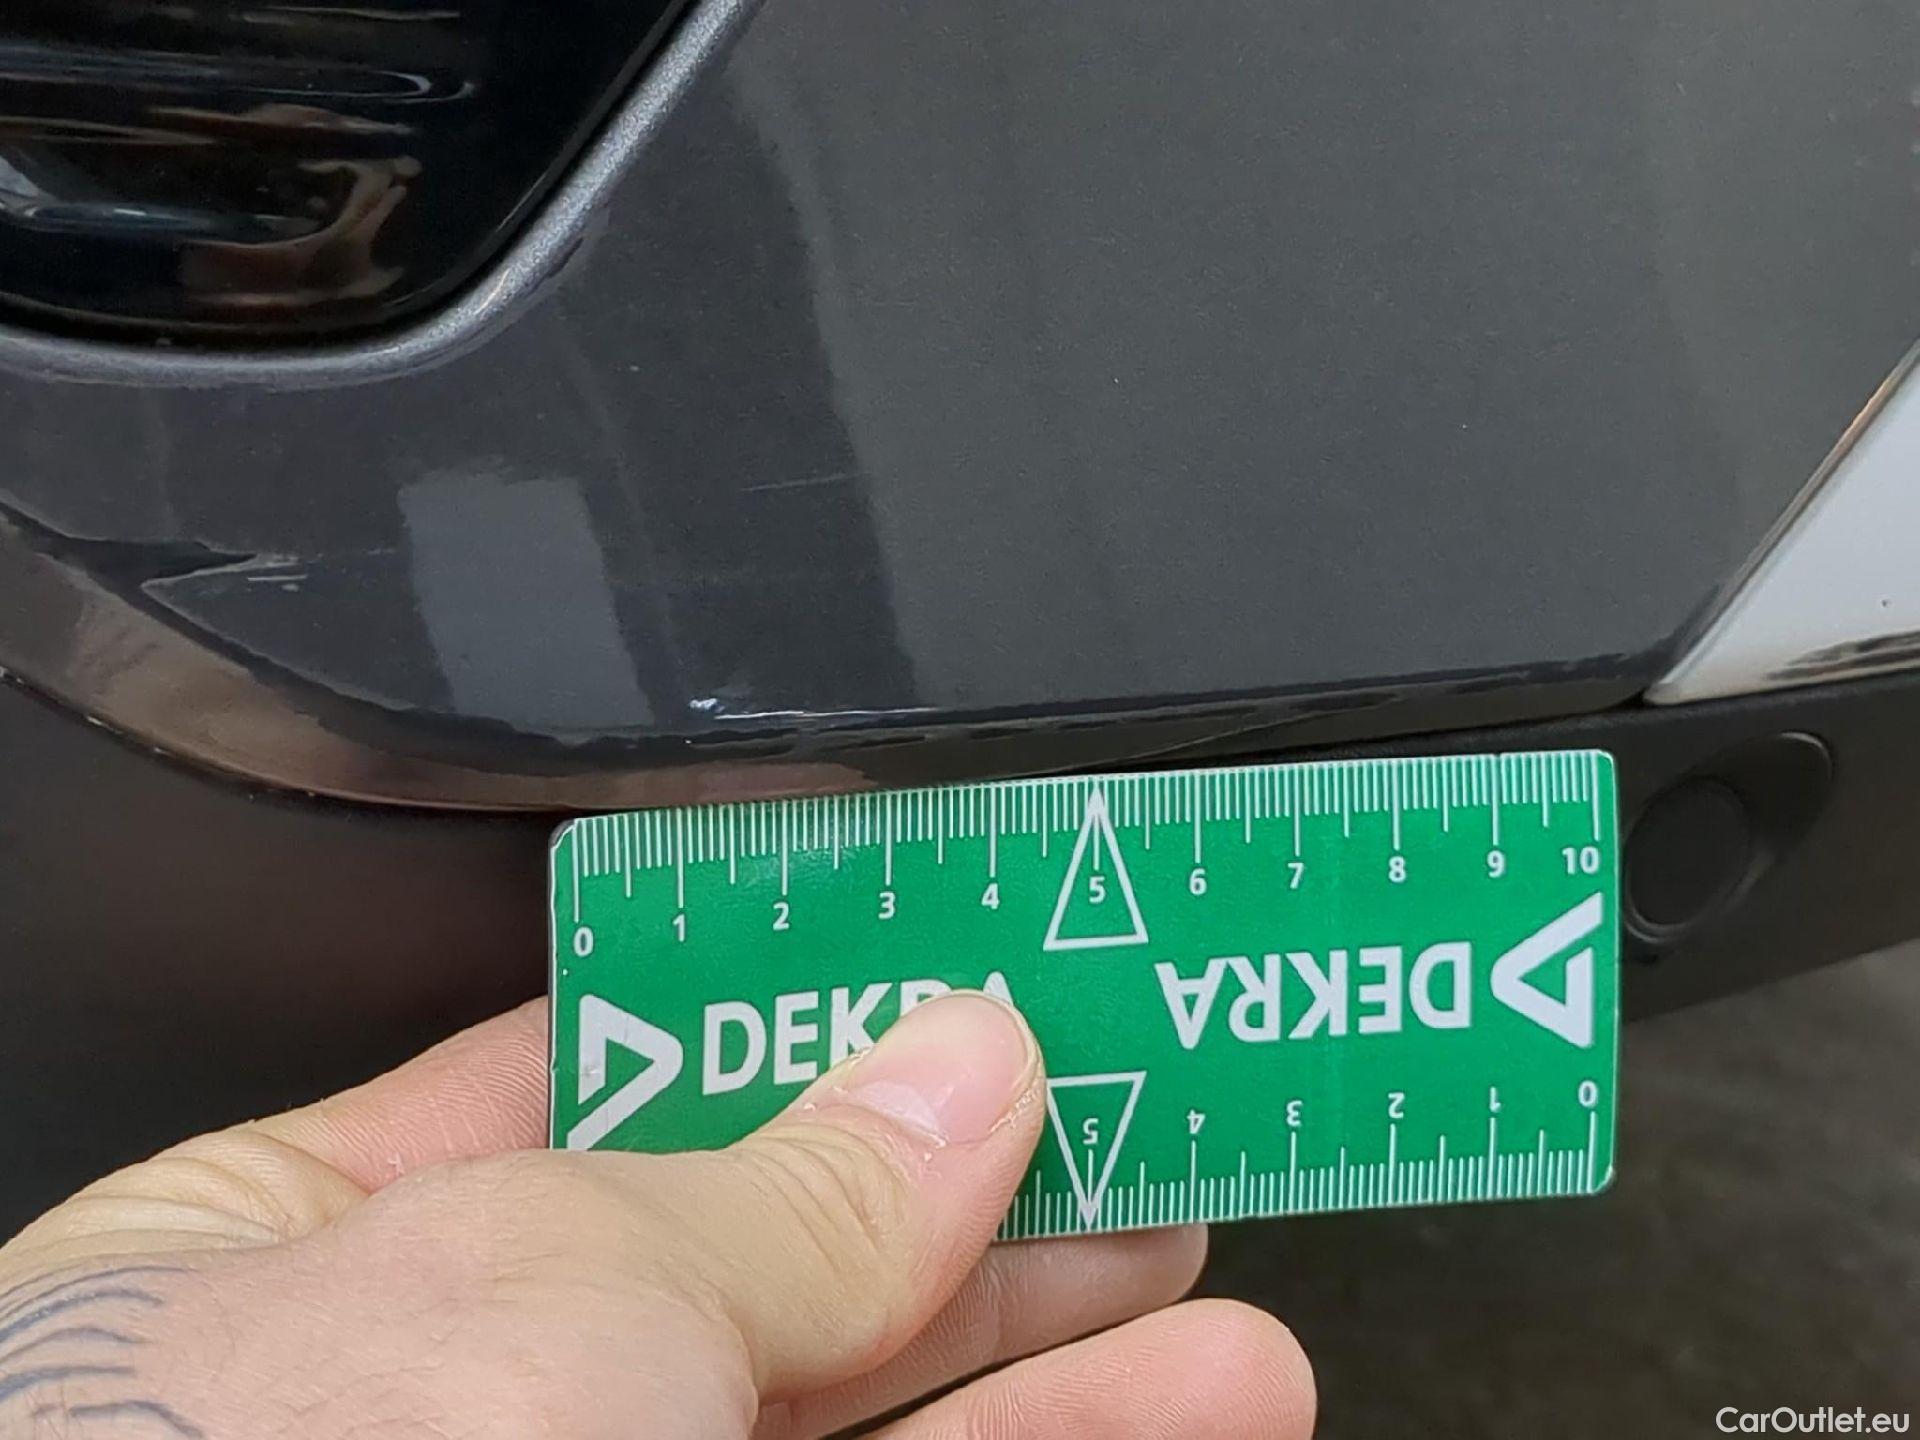 0 1 2 3 4 5 6 7 8 9 10
DEKRA
DEKRA
5 4 3 2 1 0
CarOutlet.eu